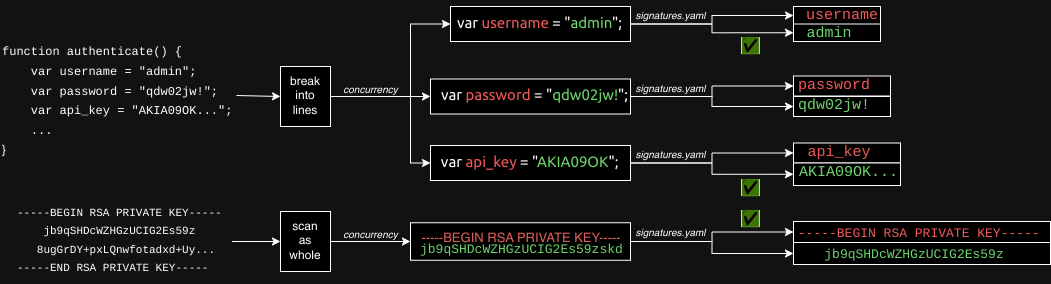 function authenticate() {
var username = "admin";
var password = "qdw02jw!";
var api_key = "AKIA09OK...";
...
}
break
into
lines
concurrency
var username = "admin";
signatures.yaml
username
admin
var password = "qdw02jw!";
signatures.yaml
password
qdw02jw!
var api_key = "AKIA09OK";
signatures.yaml
api_key
AKIA09OK...
-----BEGIN RSA PRIVATE KEY-----
jb9qSHDcWZHGzUCIG2Es59z
8ugGrDY+pxLQnwfotadxd+Uy...
-----END RSA PRIVATE KEY-----
scan
as
whole
concurrency
-----BEGIN RSA PRIVATE KEY-----
jb9qSHDcWZHGzUCIG2Es59zskd
signatures.yaml
-----BEGIN RSA PRIVATE KEY-----
jb9qSHDcWZHGzUCIG2Es59z